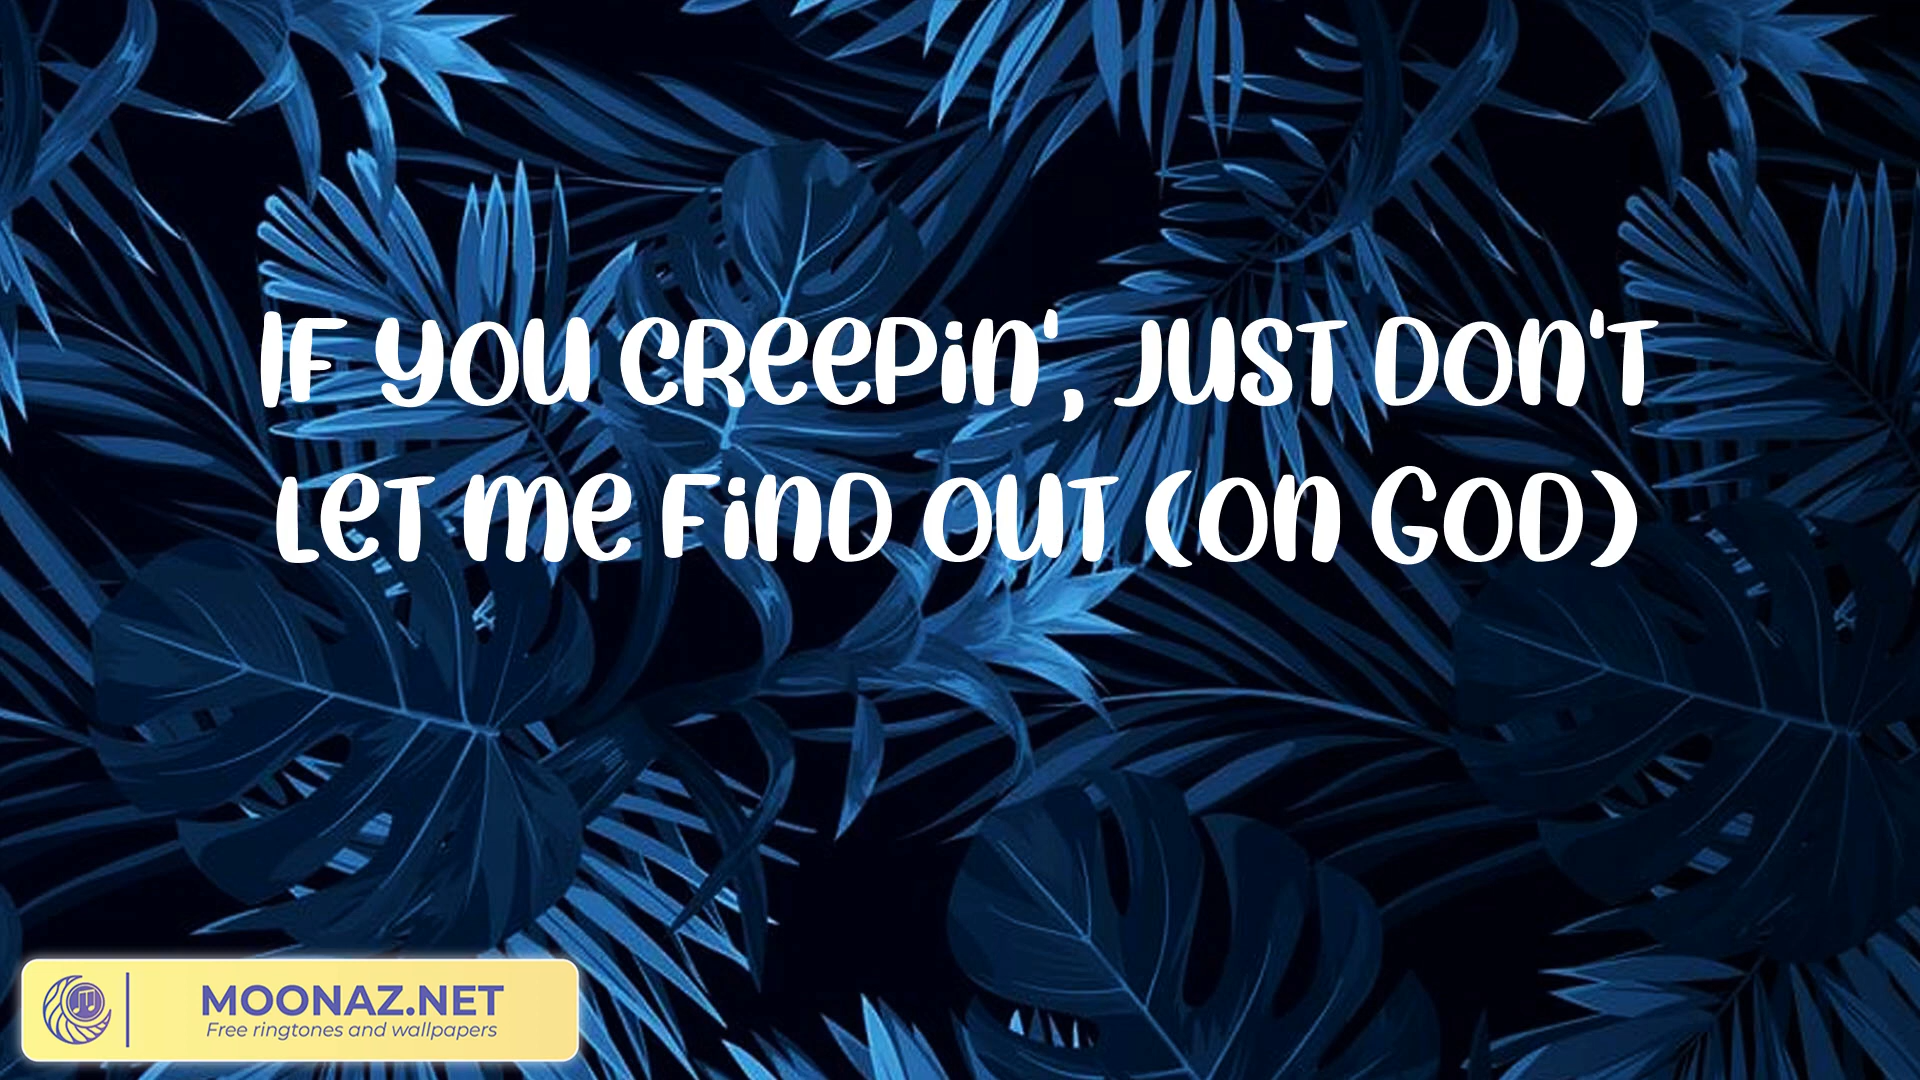 IF YOU CREEPIN', JUST DON'T
LET ME FIND OUT (ON GOD)
MOONAZ.NET
Free ringtones and wallpapers